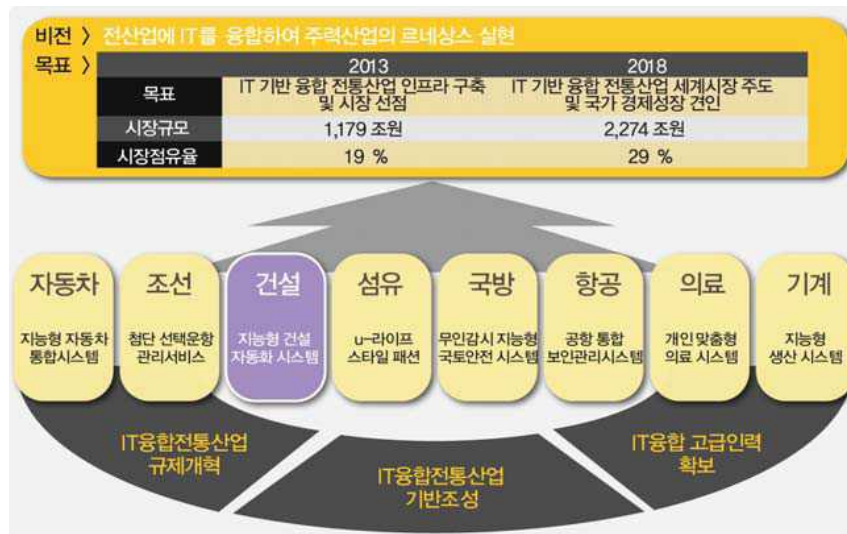 비전 > 전산업에 IT를 융합하여 주력산업의 르네상스 실현
목표 >
2013 2018
목표 IT 기반 융합 전통산업 인프라 구축 IT 기반 융합 전통산업 세계시장 주도
및 시장 선점 및 국가 경제성장 견인
시장규모 1,179 조원 2,274 조원
시장점유율 19 % 29 %
자동차 조선 건설 섬유 국방 항공 의료 기계
지능형 자동차 첨단 선택운항 지능형 건설 u-라이프 무인감시 지능형 공항 통합 개인 맞춤형 지능형
통합시스템 관리서비스 자동화 시스템 스타일 패션 국토안전 시스템 보인관리시스템 의료 시스템 생산 시스템
IT융합전통산업
규제개혁
IT융합전통산업
기반조성
IT융합 고급인력
확보